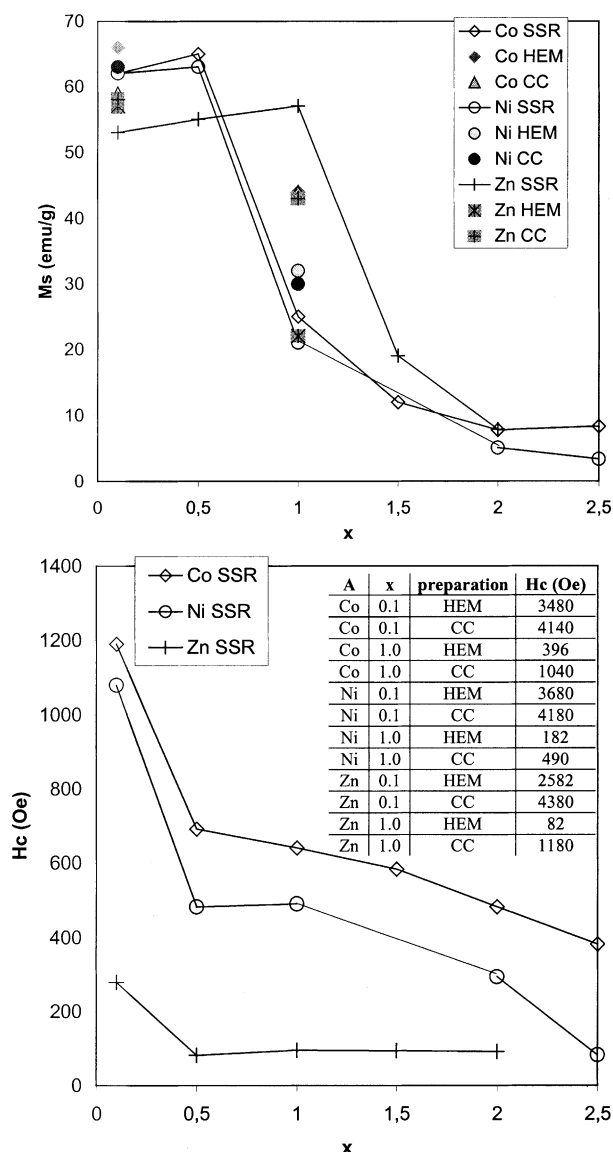 70
60
50
40
30
20
10
0
Ms (emu/g)
0 0,5 1 1,5 2 2,5
x
Co SSR
Co HEM
Co CC
Ni SSR
Ni HEM
Ni CC
Zn SSR
Zn HEM
Zn CC
1400
1200
1000
800
600
400
200
0
Hc (Oe)
0 0,5 1 1,5 2 2,5
x
Co SSR
Ni SSR
Zn SSR
A x preparation Hc (Oe)
Co 0.1 HEM 3480
Co 0.1 CC 4140
Co 1.0 HEM 396
Co 1.0 CC 1040
Ni 0.1 HEM 3680
Ni 0.1 CC 4180
Ni 1.0 HEM 182
Ni 1.0 CC 490
Zn 0.1 HEM 2582
Zn 0.1 CC 4380
Zn 1.0 HEM 82
Zn 1.0 CC 1180